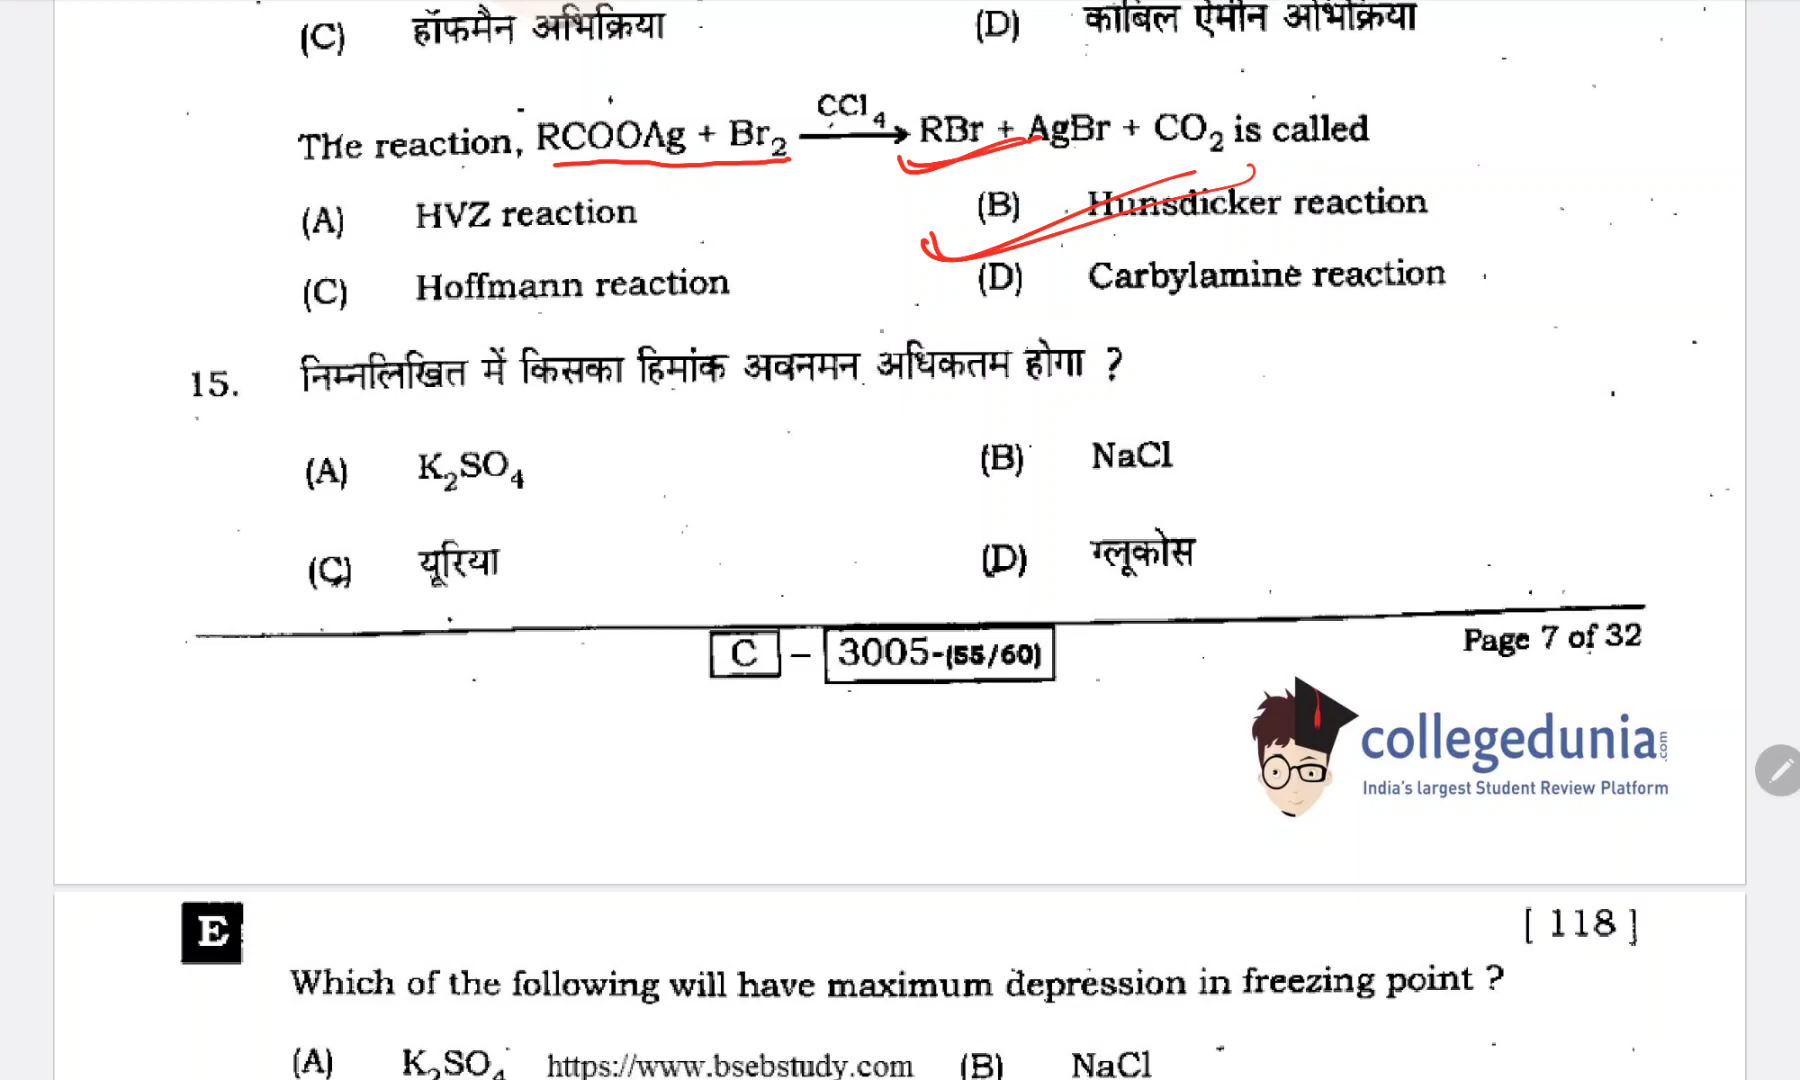 (C) हॉफमैन अभिक्रिया (D) कार्बिल ऐमीन अभिक्रिया
The reaction, RCOOAg + Br₂ CCl₄ → RBr + AgBr + CO₂ is called
(A) HVZ reaction (B) Hunsdicker reaction
(C) Hoffmann reaction (D) Carbylamine reaction
15. निम्नलिखित में किसका हिमांक अवनमन अधिकतम होगा ?
(A) K₂SO₄ (B) NaCl
(C) यूरिया (D) ग्लूकोस
C – 3005-(55/60) Page 7 of 32
collegedunia.com
India's largest Student Review Platform
E [ 118 ]
Which of the following will have maximum depression in freezing point ?
(A) K₂SO₄ https://www.bsebstudy.com (B) NaCl